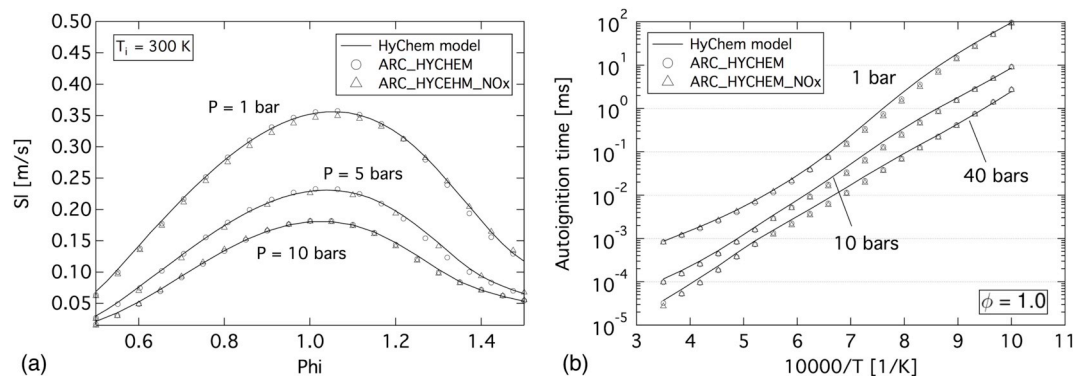 0.50
0.45
0.40
0.35
0.30
0.25
0.20
0.15
0.10
0.05
Sl [m/s]
T_i = 300 K
HyChem model
ARC_HYCHEM
ARC_HYCEHM_NOx
P = 1 bar
P = 5 bars
P = 10 bars
0.6 0.8 1.0 1.2 1.4
(a)
Phi
10^2
10^1
10^0
10^-1
10^-2
10^-3
10^-4
10^-5
Autoignition time [ms]
HyChem model
ARC_HYCHEM
ARC_HYCHEM_NOx
1 bar
40 bars
10 bars
ϕ = 1.0
3 4 5 6 7 8 9 10 11
(b)
10000/T [1/K]